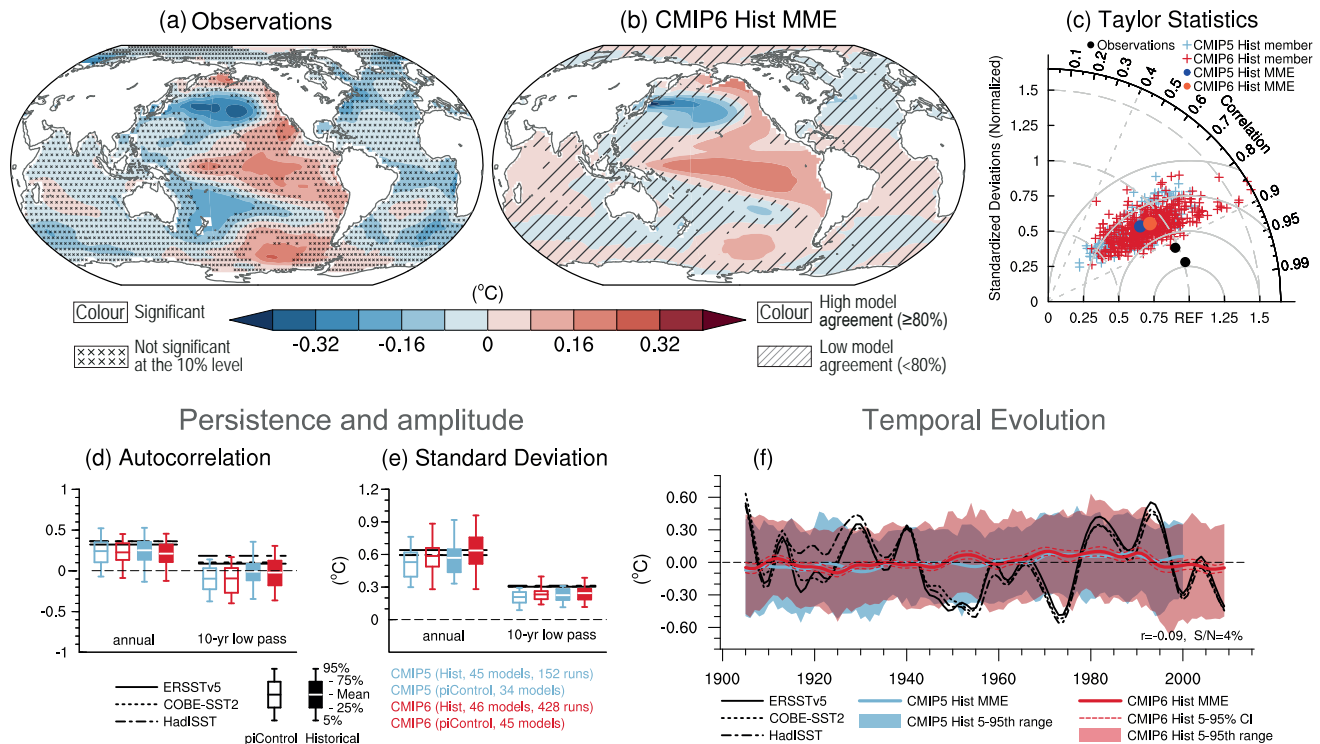 (a) Observations
(b) CMIP6 Hist MME
(c) Taylor Statistics
Observations
CMIP5 Hist member
CMIP6 Hist member
CMIP5 Hist MME
CMIP6 Hist MME
Standardized Deviations (Normalized)
1.5
1.25
1
0.75
0.5
0.25
0
0 0.25 0.5 0.75 REF 1.25 1.5
0.1 0.2 0.3 0.4 0.5 0.6 0.7 0.8 0.9 0.95 0.99
Correlation
Colour Significant
Not significant
at the 10% level
(°C)
-0.32 -0.16 0 0.16 0.32
Colour High model
agreement (≥80%)
Low model
agreement (<80%)
Persistence and amplitude
Temporal Evolution
(d) Autocorrelation
1
0.5
0
-0.5
-1
annual 10-yr low pass
ERSSTv5
COBE-SST2
HadISST
95%
- 75%
- Mean
- 25%
5%
piControl Historical
(e) Standard Deviation
(°C)
1.2
0.9
0.6
0.3
0
annual 10-yr low pass
CMIP5 (Hist, 45 models, 152 runs)
CMIP5 (piControl, 34 models)
CMIP6 (Hist, 46 models, 428 runs)
CMIP6 (piControl, 45 models)
(f)
(°C)
0.60
0.30
0.00
-0.30
-0.60
r=-0.09, S/N=4%
1900 1920 1940 1960 1980 2000
ERSSTv5
COBE-SST2
HadISST
CMIP5 Hist MME
CMIP5 Hist 5-95th range
CMIP6 Hist MME
CMIP6 Hist 5-95% CI
CMIP6 Hist 5-95th range